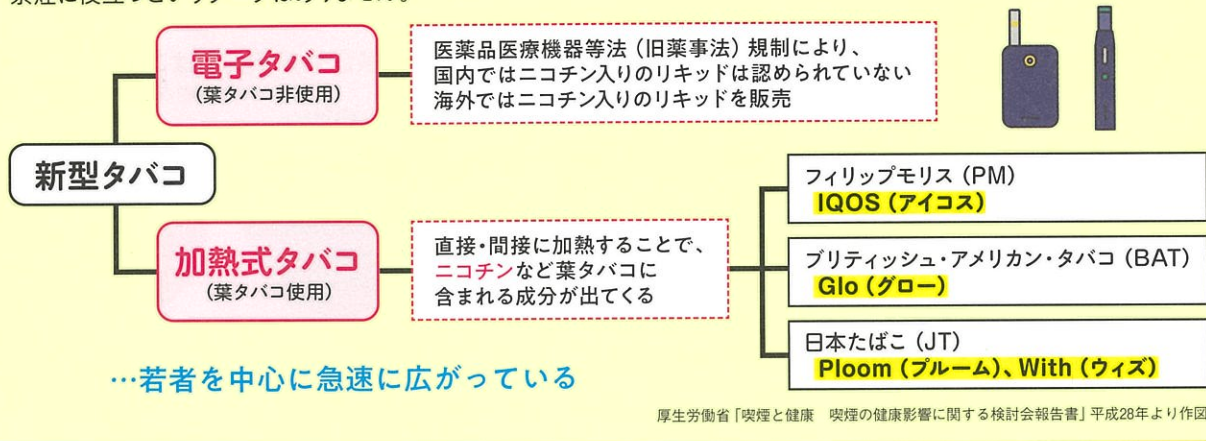 電子タバコ
(葉タバコ非使用)
医薬品医療機器等法（旧薬事法）規制により、
国内ではニコチン入りのリキッドは認められていない
海外ではニコチン入りのリキッドを販売
新型タバコ
加熱式タバコ
(葉タバコ使用)
直接・間接に加熱することで、
ニコチンなど葉タバコに
含まれる成分が出てくる
フィリップモリス（PM）
IQOS（アイコス）
ブリティッシュ・アメリカン・タバコ（BAT）
Glo（グロー）
日本たばこ（JT）
Ploom（プルーム）、With（ウィズ）
…若者を中心に急速に広がっている
厚生労働省「喫煙と健康　喫煙の健康影響に関する検討会報告書」平成28年より作図